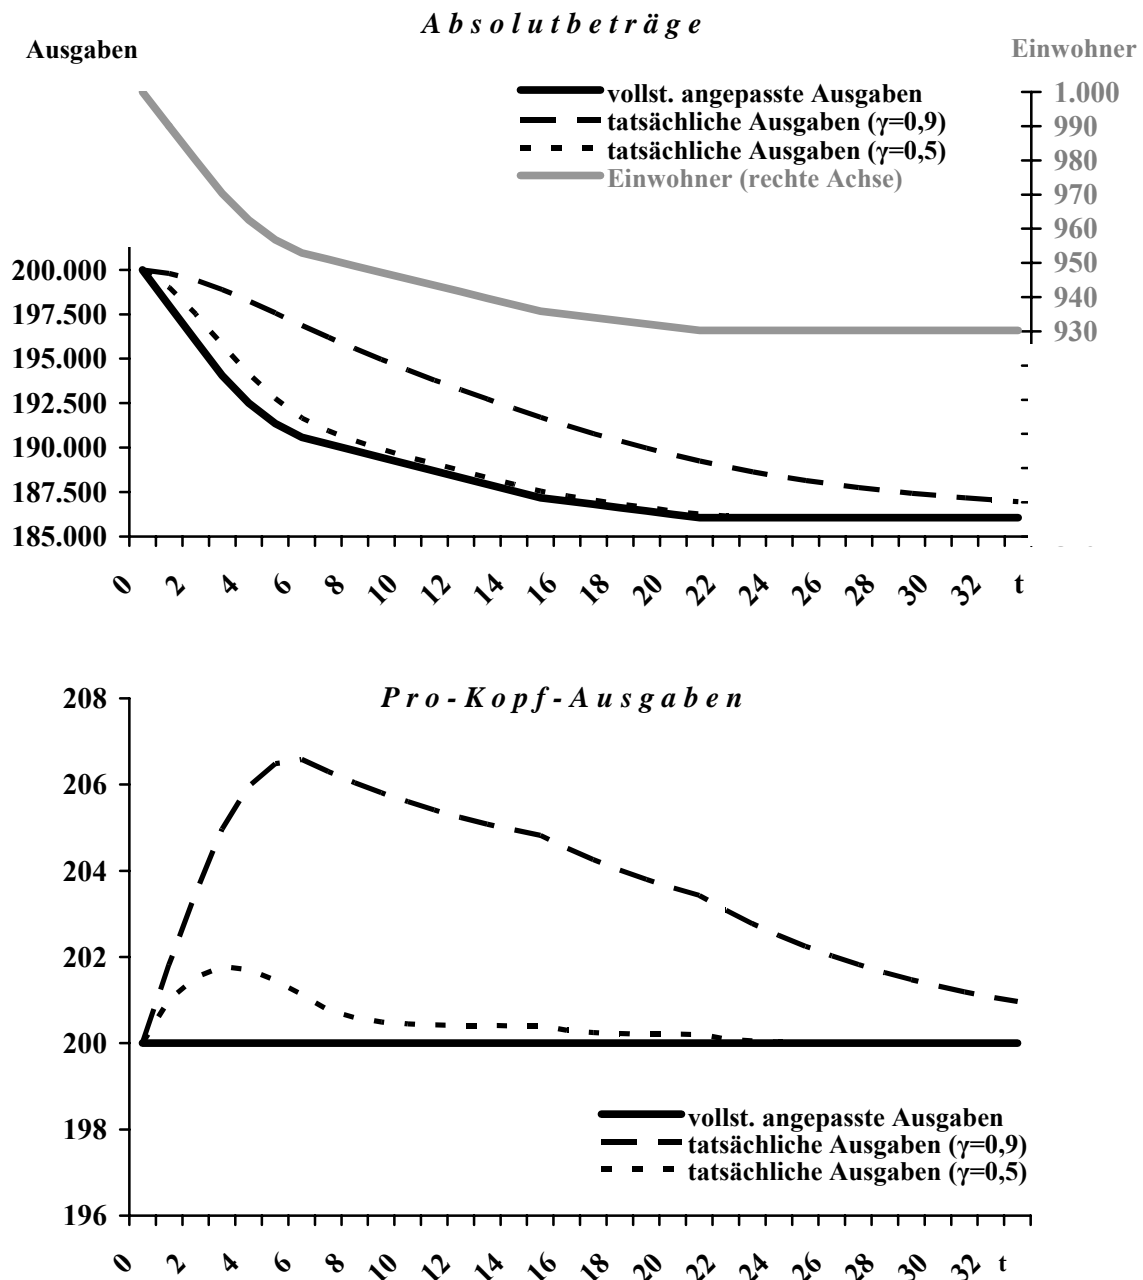 Absolutbeträge
Ausgaben
Einwohner
vollst. angepasste Ausgaben
tatsächliche Ausgaben (γ=0,9)
tatsächliche Ausgaben (γ=0,5)
Einwohner (rechte Achse)
1.000
990
980
970
960
950
940
930
200.000
197.500
195.000
192.500
190.000
187.500
185.000
0 2 4 6 8 10 12 14 16 18 20 22 24 26 28 30 32 t
Pro-Kopf-Ausgaben
208
206
204
202
200
198
196
vollst. angepasste Ausgaben
tatsächliche Ausgaben (γ=0,9)
tatsächliche Ausgaben (γ=0,5)
0 2 4 6 8 10 12 14 16 18 20 22 24 26 28 30 32 t